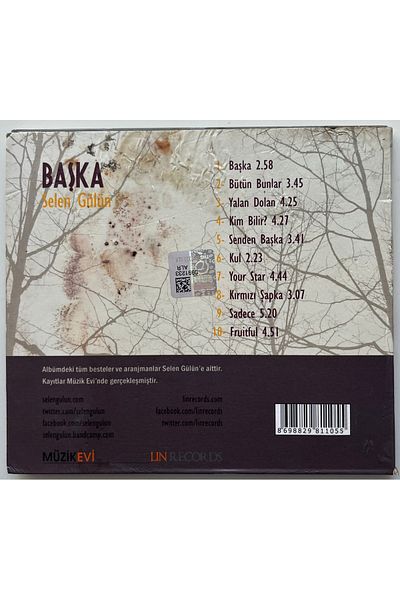 BAŞKA
Selen Gülün
1- Başka 2.58
2- Bütün Bunlar 3.45
3- Yalan Dolan 4.25
4- Kim Bilir? 4.27
5- Senden Başka 3.41
6- Kul 2.23
7- Your Star 4.44
8- Kırmızı Şapka 3.07
9- Sadece 5.20
10- Fruitful 4.51
Albümdeki tüm besteler ve aranjmanlar Selen Gülün'e aittir.
Kayıtlar Müzik Evi'nde gerçekleşmiştir.
selengulun.com
twitter.com/selengulun
facebook.com/selengulun
selengulun.bandcamp.com
linrecords.com
facebook.com/linrecords
twitter.com/linrecords
8698829811055
MÜZİKEVİ
LIN RECORDS